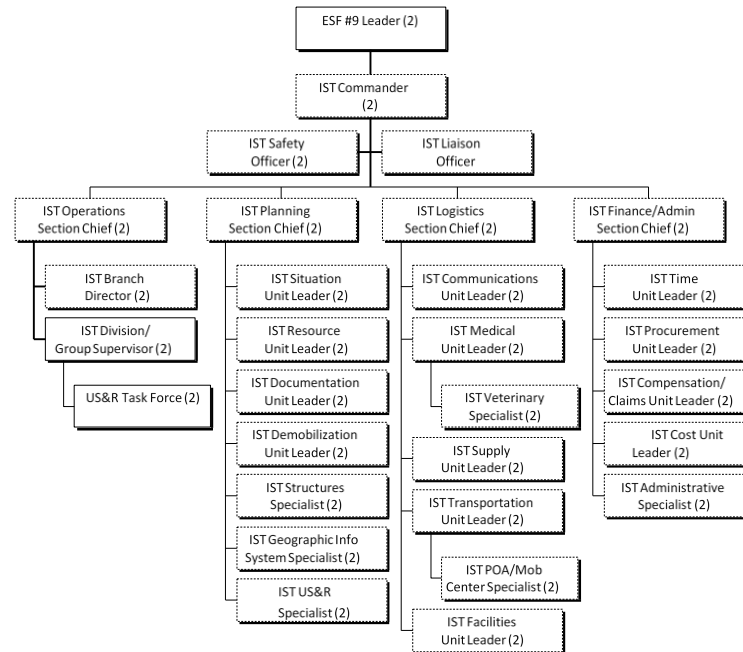 ESF #9 Leader (2)
IST Commander
(2)
IST Safety
Officer (2)
IST Liaison
Officer
IST Operations
Section Chief (2)
IST Planning
Section Chief (2)
IST Logistics
Section Chief (2)
IST Finance/Admin
Section Chief (2)
IST Branch
Director (2)
IST Division/
Group Supervisor (2)
US&R Task Force (2)
IST Situation
Unit Leader (2)
IST Resource
Unit Leader (2)
IST Documentation
Unit Leader (2)
IST Demobilization
Unit Leader (2)
IST Structures
Specialist (2)
IST Geographic Info
System Specialist (2)
IST US&R
Specialist (2)
IST Communications
Unit Leader (2)
IST Medical
Unit Leader (2)
IST Veterinary
Specialist (2)
IST Supply
Unit Leader (2)
IST Transportation
Unit Leader (2)
IST POA/Mob
Center Specialist (2)
IST Facilities
Unit Leader (2)
IST Time
Unit Leader (2)
IST Procurement
Unit Leader (2)
IST Compensation/
Claims Unit Leader (2)
IST Cost Unit
Leader (2)
IST Administrative
Specialist (2)